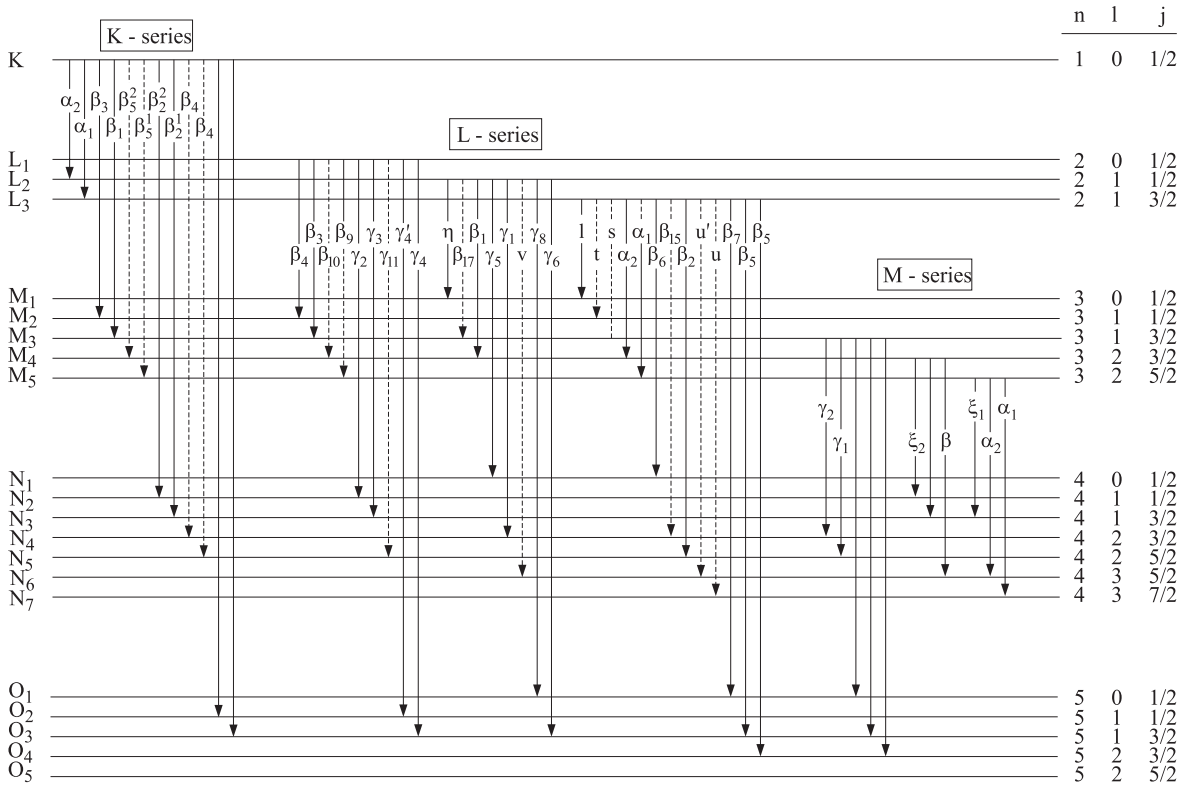 n l j
K - series
K 1 0 1/2
α₂ β₃ β₅² β₂² β₄
α₁ β₁ β₅¹ β₂¹ β₄
L - series
L₁ 2 0 1/2
L₂ 2 1 1/2
L₃ 2 1 3/2
β₃ β₉ γ₃ γ₄' η β₁ γ₁ γ₈ l s α₁ β₁₅ u' β₇ β₅
β₄ β₁₀ γ₂ γ₁₁ γ₄ β₁₇ γ₅ v γ₆ t α₂ β₆ β₂ u β₅
M - series
M₁ 3 0 1/2
M₂ 3 1 1/2
M₃ 3 1 3/2
M₄ 3 2 3/2
M₅ 3 2 5/2
γ₂ ξ₁ α₁
γ₁ ξ₂ β α₂
N₁ 4 0 1/2
N₂ 4 1 1/2
N₃ 4 1 3/2
N₄ 4 2 3/2
N₅ 4 2 5/2
N₆ 4 3 5/2
N₇ 4 3 7/2
O₁ 5 0 1/2
O₂ 5 1 1/2
O₃ 5 1 3/2
O₄ 5 2 3/2
O₅ 5 2 5/2